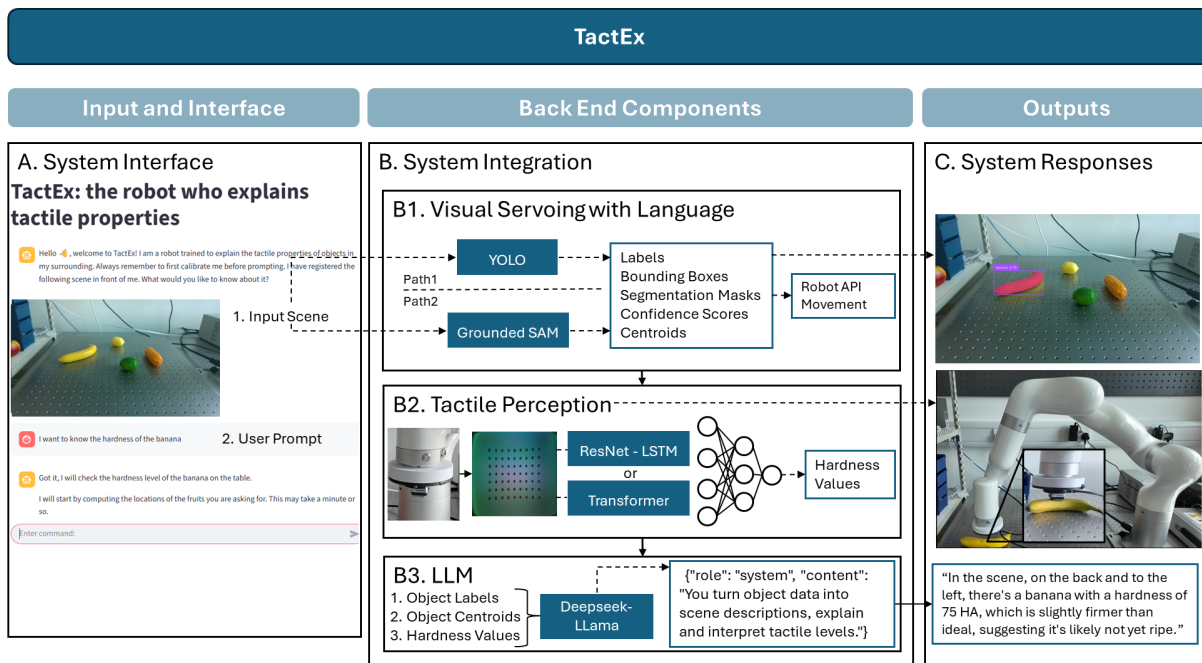 TactEx
Input and Interface
Back End Components
Outputs
A. System Interface
TactEx: the robot who explains
tactile properties
Hello 👋, welcome to TactEx! I am a robot trained to explain the tactile properties of objects in
my surrounding. Always remember to first calibrate me before prompting. I have registered the
following scene in front of me. What would you like to know about it?
1. Input Scene
I want to know the hardness of the banana
2. User Prompt
Got it, I will check the hardness level of the banana on the table.
I will start by computing the locations of the fruits you are asking for. This may take a minute or
so.
Enter command:
B. System Integration
B1. Visual Servoing with Language
YOLO
Path1
Path2
Grounded SAM
Labels
Bounding Boxes
Segmentation Masks
Confidence Scores
Centroids
Robot API
Movement
B2. Tactile Perception
ResNet - LSTM
or
Transformer
Hardness
Values
B3. LLM
1. Object Labels
2. Object Centroids
3. Hardness Values
Deepseek-
LLama
{"role": "system", "content":
"You turn object data into
scene descriptions, explain
and interpret tactile levels."}
C. System Responses
“In the scene, on the back and to the
left, there's a banana with a hardness of
75 HA, which is slightly firmer than
ideal, suggesting it's likely not yet ripe.”